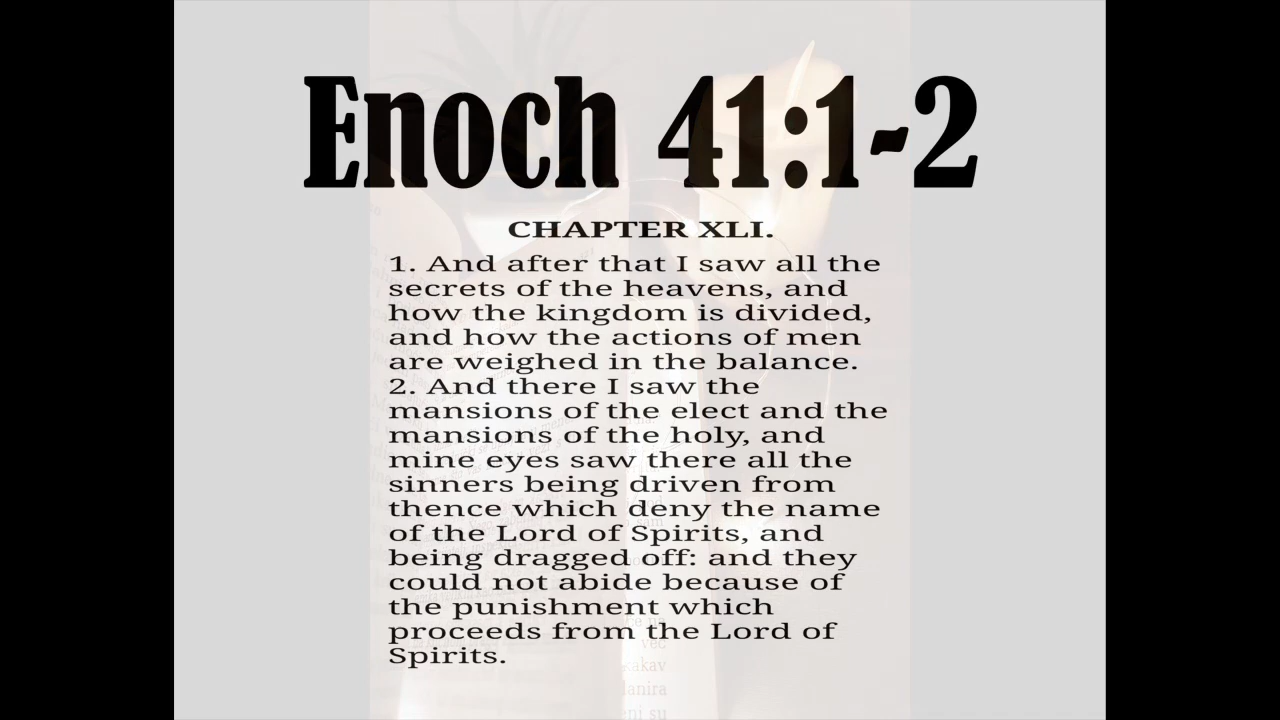 Enoch 41:1-2
CHAPTER XLI.
1. And after that I saw all the
secrets of the heavens, and
how the kingdom is divided,
and how the actions of men
are weighed in the balance.
2. And there I saw the
mansions of the elect and the
mansions of the holy, and
mine eyes saw there all the
sinners being driven from
thence which deny the name
of the Lord of Spirits, and
being dragged off: and they
could not abide because of
the punishment which
proceeds from the Lord of
Spirits.
već
kakav
lanira
su